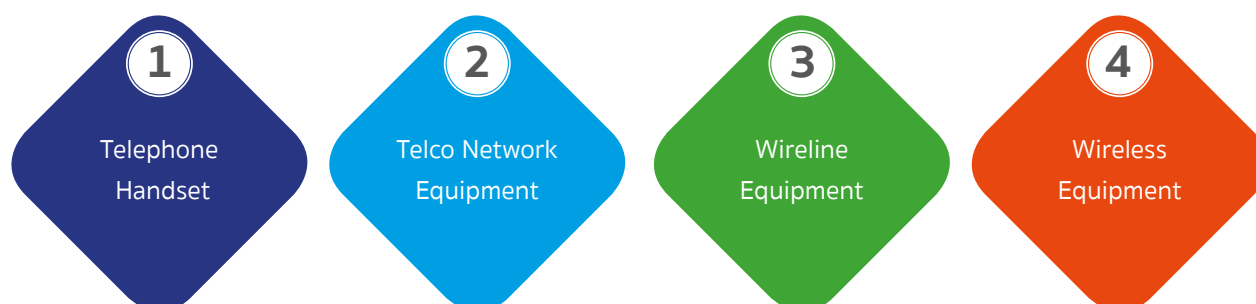 1
Telephone
Handset
2
Telco Network
Equipment
3
Wireline
Equipment
4
Wireless
Equipment